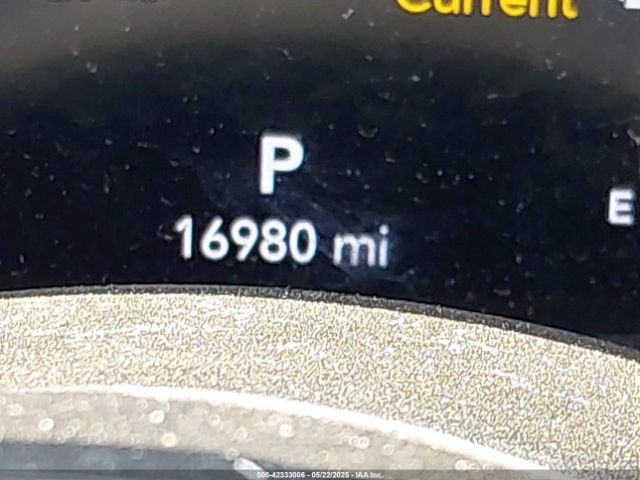 Current
P
E
16980 mi
000-42333006 - 05/22/2025 - IAA Inc.